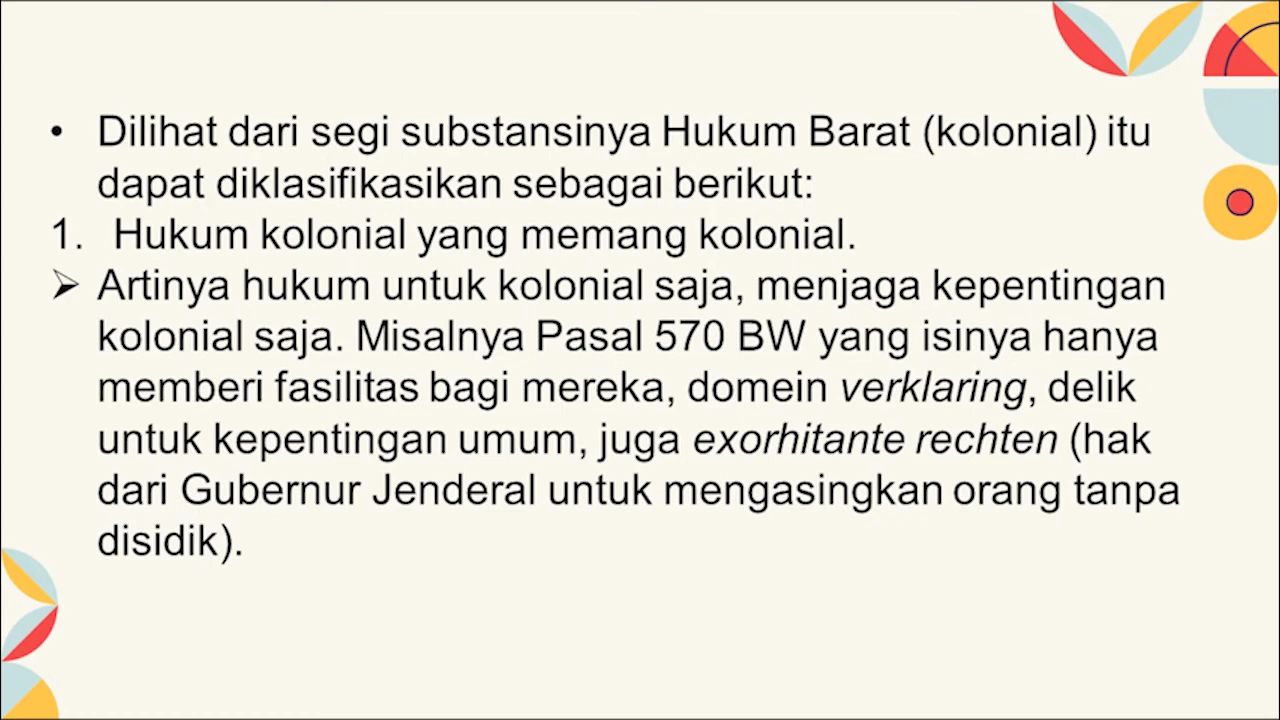 • Dilihat dari segi substansinya Hukum Barat (kolonial) itu
dapat diklasifikasikan sebagai berikut:
1. Hukum kolonial yang memang kolonial.
➢ Artinya hukum untuk kolonial saja, menjaga kepentingan
kolonial saja. Misalnya Pasal 570 BW yang isinya hanya
memberi fasilitas bagi mereka, domein verklaring, delik
untuk kepentingan umum, juga exorhitante rechten (hak
dari Gubernur Jenderal untuk mengasingkan orang tanpa
disidik).